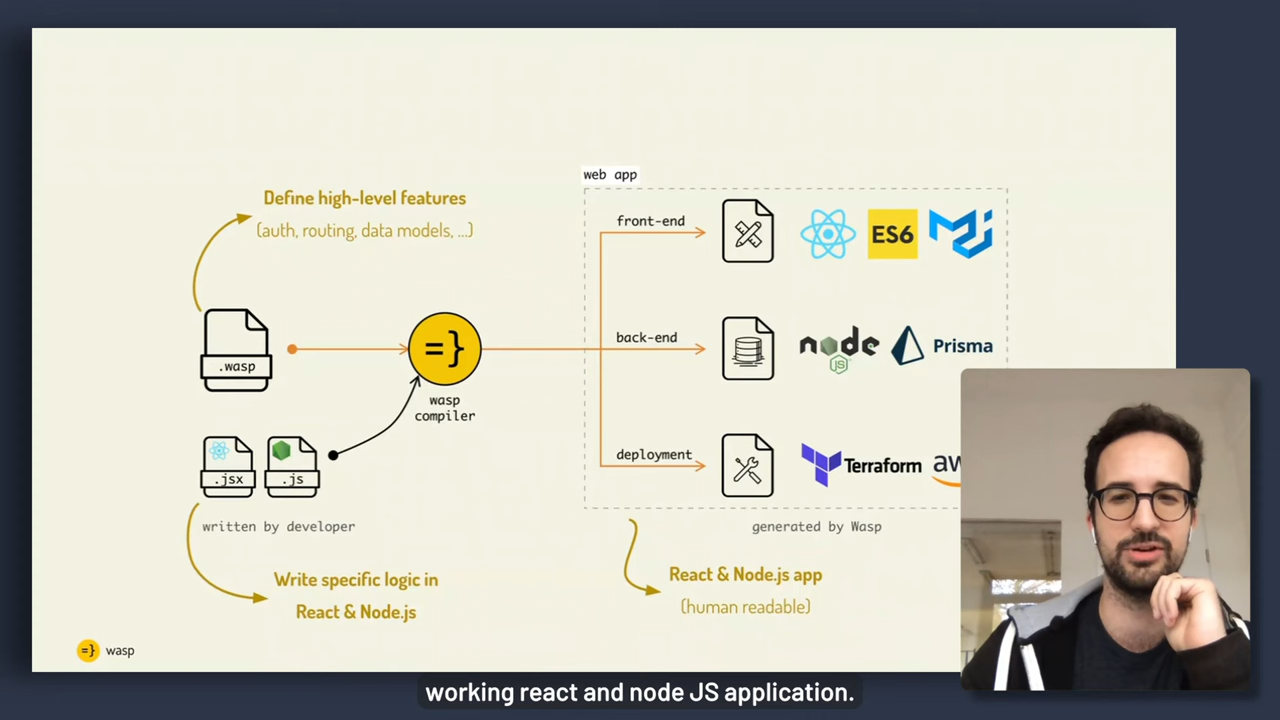 web app
Define high-level features
(auth, routing, data models, ...)
front-end
ES6
.wasp
=}
wasp
compiler
back-end
node
JS
Prisma
.jsx
.js
written by developer
deployment
Terraform
generated by Wasp
Write specific logic in
React & Node.js
React & Node.js app
(human readable)
=} wasp
working react and node JS application.